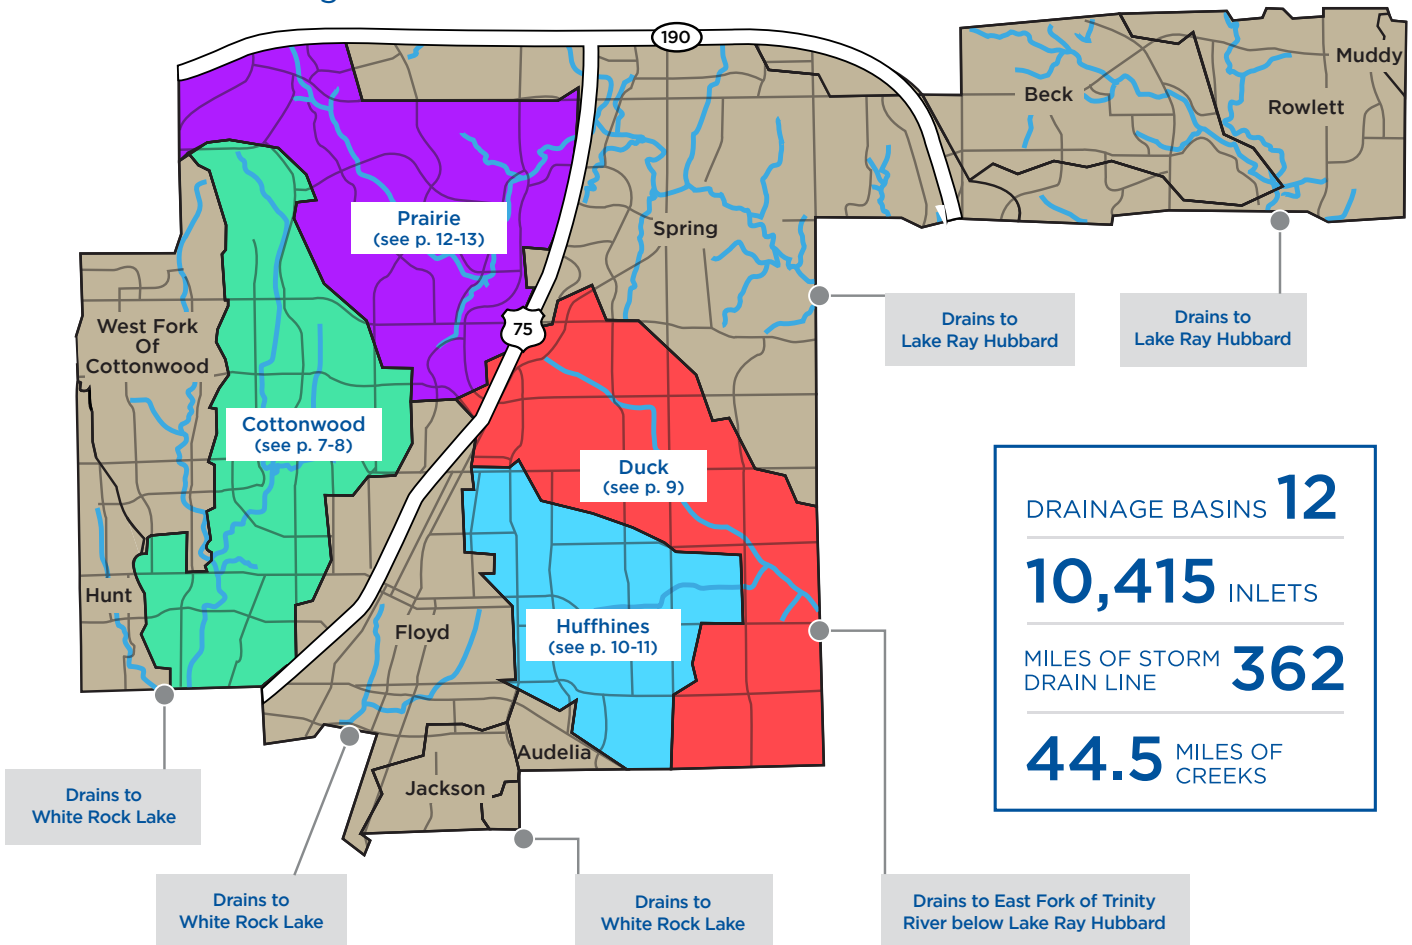 190
Muddy
Beck
Rowlett
Prairie
(see p. 12-13)
Spring
75
West Fork
Of
Cottonwood
Drains to
Lake Ray Hubbard
Drains to
Lake Ray Hubbard
Cottonwood
(see p. 7-8)
Duck
(see p. 9)
Hunt
Floyd
Huffhines
(see p. 10-11)
Audelia
Jackson
DRAINAGE BASINS 12
10,415 INLETS
MILES OF STORM
DRAIN LINE 362
44.5 MILES OF
CREEKS
Drains to
White Rock Lake
Drains to
White Rock Lake
Drains to
White Rock Lake
Drains to East Fork of Trinity
River below Lake Ray Hubbard